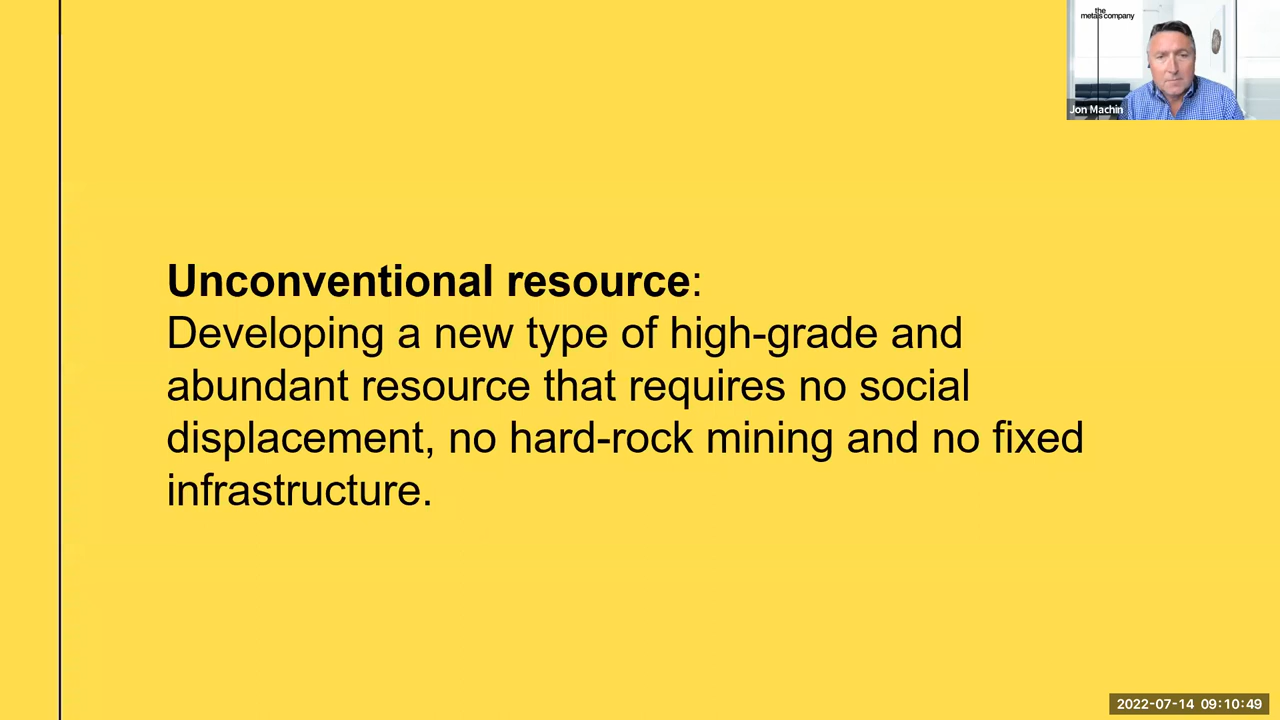 the
metals company
Jon Machin
Unconventional resource:
Developing a new type of high-grade and
abundant resource that requires no social
displacement, no hard-rock mining and no fixed
infrastructure.
2022-07-14 09:10:49